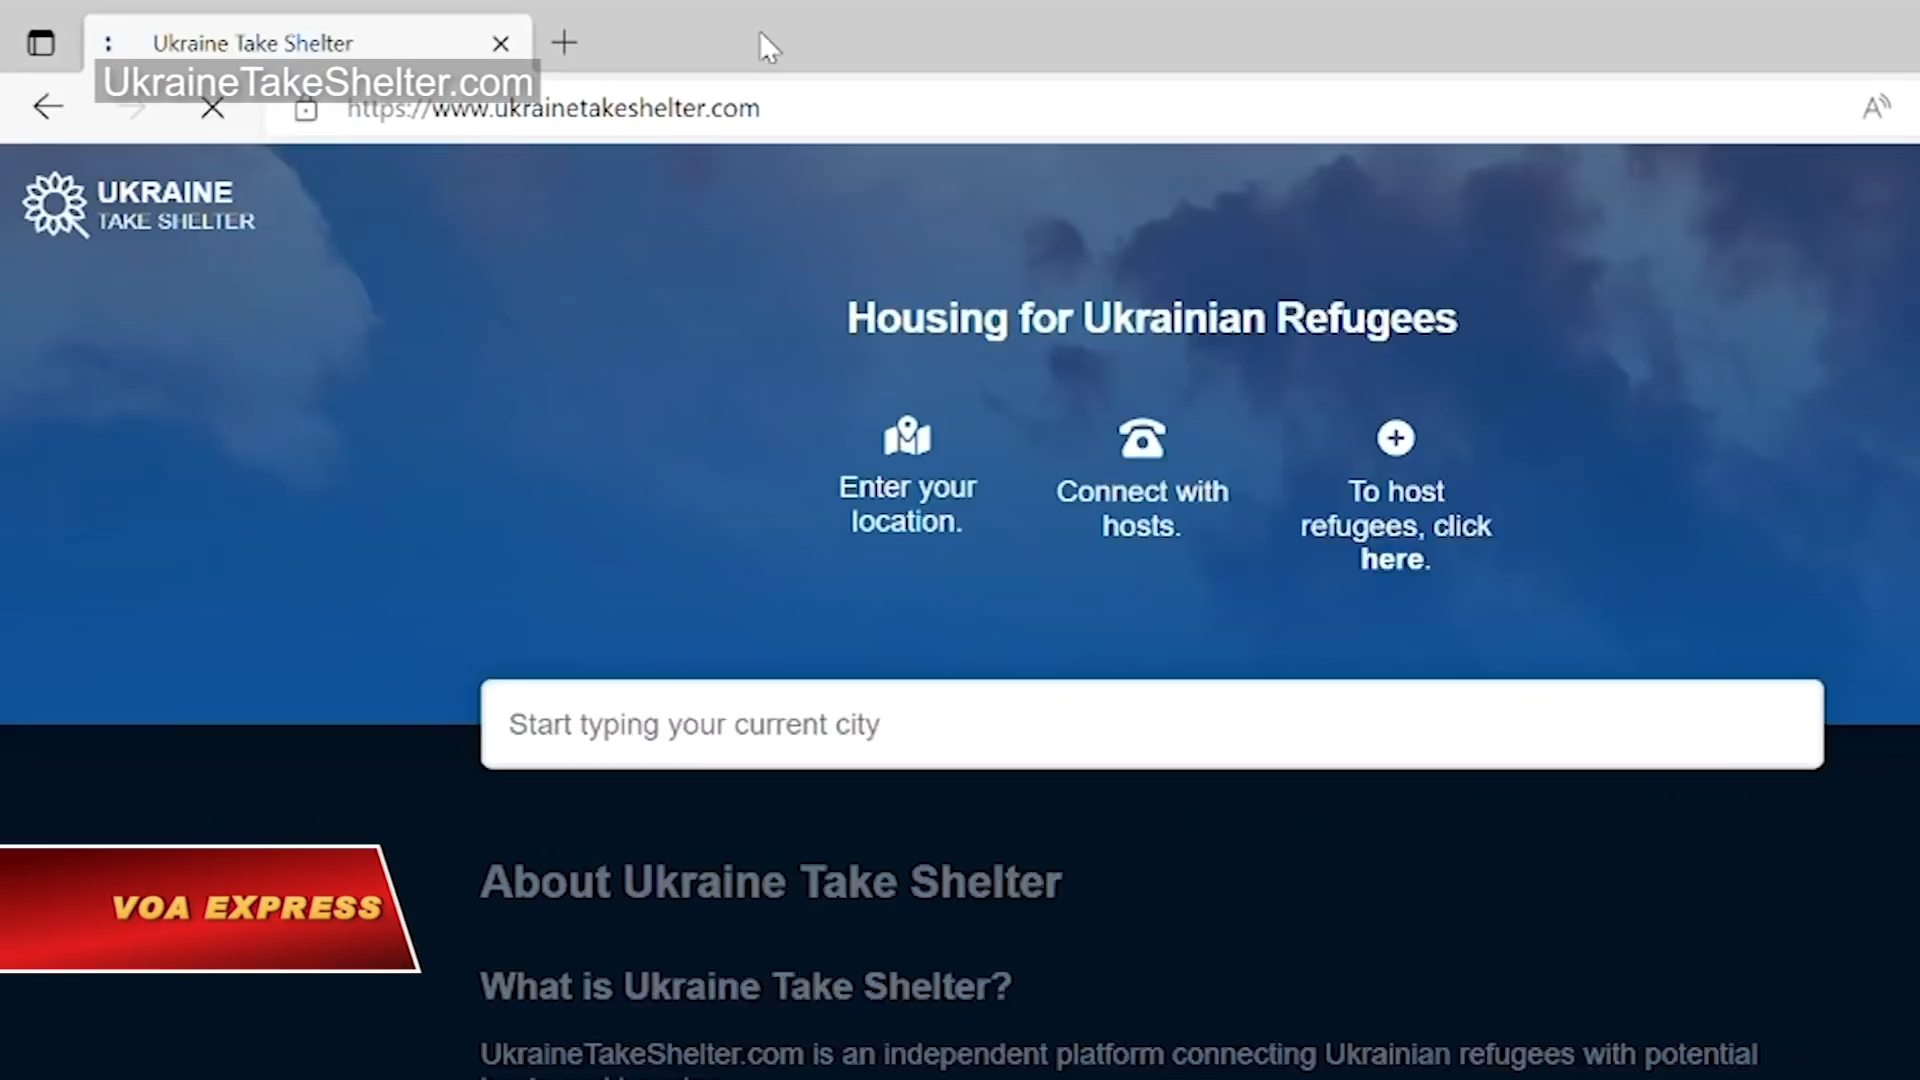 Ukraine Take Shelter
UkraineTakeShelter.com
https://www.ukrainetakeshelter.com
UKRAINE
TAKE SHELTER
Housing for Ukrainian Refugees
Enter your
location.
Connect with
hosts.
To host
refugees, click
here.
Start typing your current city
About Ukraine Take Shelter
VOA EXPRESS
What is Ukraine Take Shelter?
UkraineTakeShelter.com is an independent platform connecting Ukrainian refugees with potential